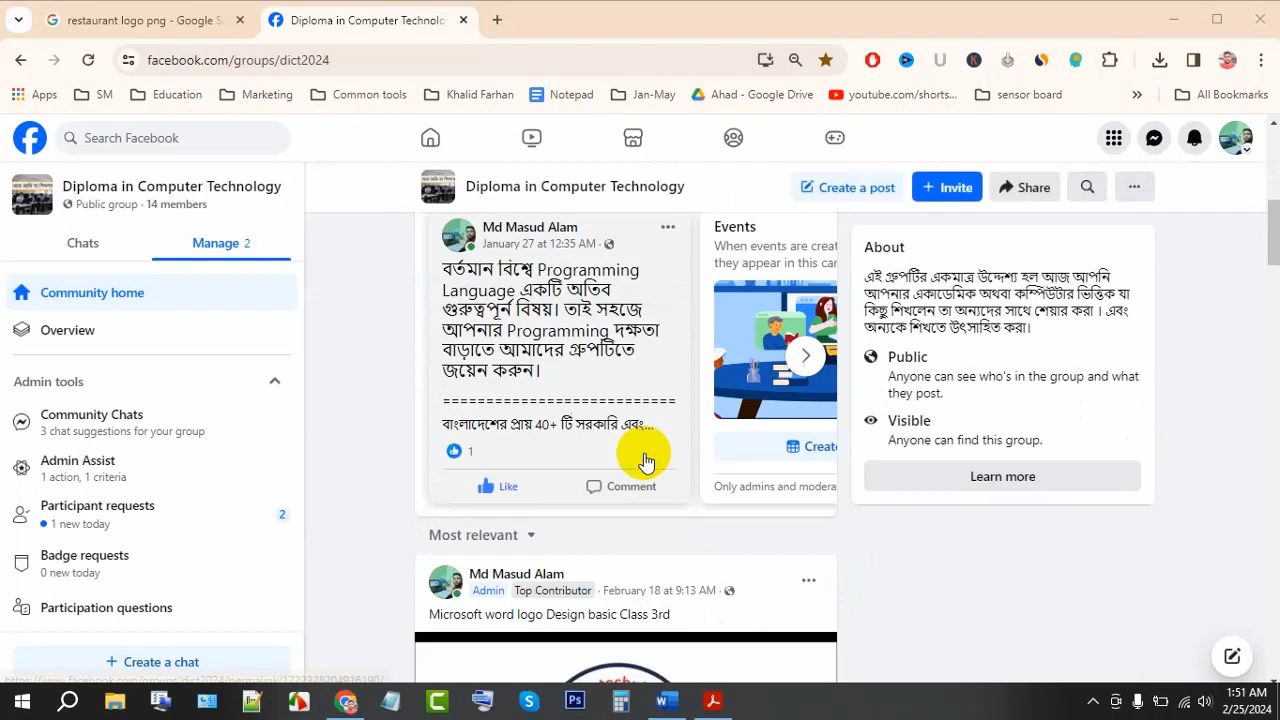 restaurant logo png - Google S
Diploma in Computer Technolo
facebook.com/groups/dict2024
Apps
SM
Education
Marketing
Common tools
Khalid Farhan
Notepad
Jan-May
Ahad - Google Drive
youtube.com/shorts...
sensor board
All Bookmarks
Search Facebook
Diploma in Computer Technology
Public group · 14 members
Chats
Manage 2
Community home
Overview
Admin tools
Community Chats
3 chat suggestions for your group
Admin Assist
1 action, 1 criteria
Participant requests
1 new today
2
Badge requests
0 new today
Participation questions
+ Create a chat
Diploma in Computer Technology
Create a post
+ Invite
Share
Md Masud Alam
January 27 at 12:35 AM ·
বর্তমান বিশ্বে Programming
Language একটি অতিব
গুরুত্বপূর্ন বিষয়। তাই সহজে
আপনার Programming দক্ষতা
বাড়াতে আমাদের গ্রুপটিতে
জয়েন করুন।
==========================
বাংলাদেশের প্রায় 40+ টি সরকারি এবং...
1
Like
Comment
Events
When events are creat
they appear in this car
Create
Only admins and modera
About
এই গ্রুপটির একমাত্র উদ্দেশ্য হল আজ আপনি
আপনার একাডেমিক অথবা কম্পিউটার ভিত্তিক যা
কিছু শিখলেন তা অন্যদের সাথে শেয়ার করা । এবং
অন্যকে শিখতে উৎসাহিত করা।
Public
Anyone can see who's in the group and what
they post.
Visible
Anyone can find this group.
Learn more
Most relevant
Md Masud Alam
Admin Top Contributor · February 18 at 9:13 AM ·
Microsoft word logo Design basic Class 3rd
1:51 AM
2/25/2024